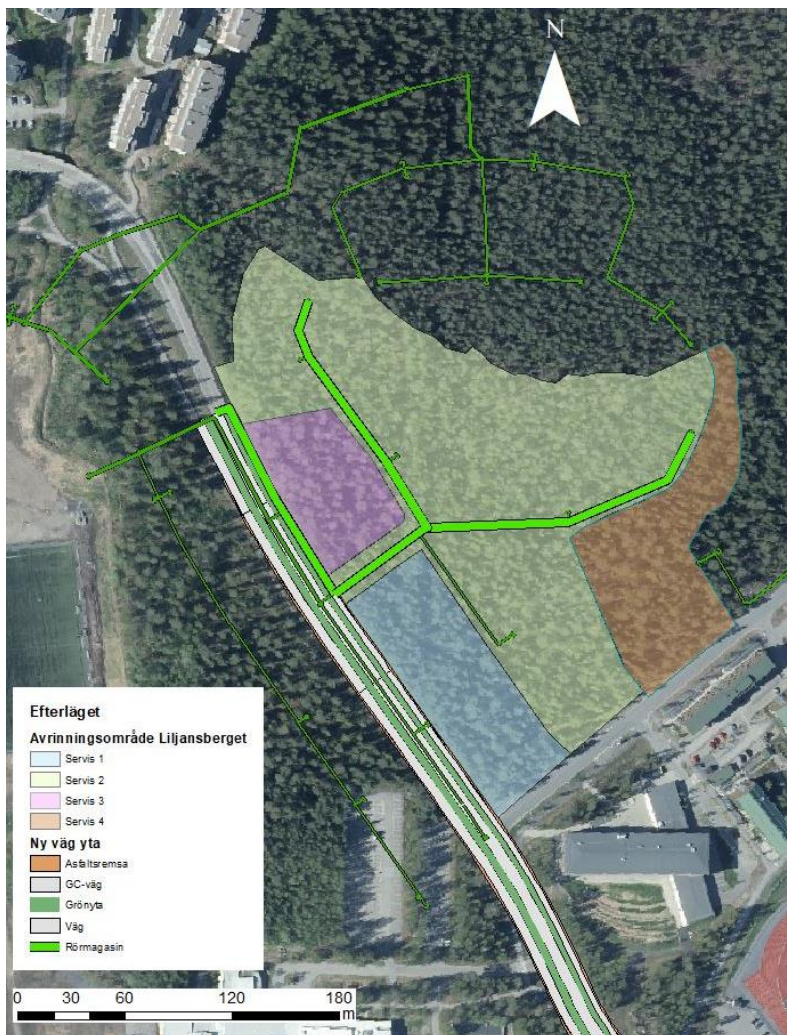 N
Efterläget
Avrinningsområde Liljansberget
Servis 1
Servis 2
Servis 3
Servis 4
Ny väg yta
Asfaltsremsa
GC-väg
Grönyta
Väg
Rörmagasin
0 30 60 120 180
m